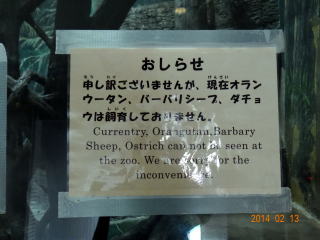 おしらせ
申し訳ございませんが、現在オラン
ウータン、バーバリシープ、ダチョ
ウは飼育しておりません。
Currentry, Orangutan,Barbary
Sheep, Ostrich can not be seen at
the zoo. We are sorry for the
inconvenience.
2014 02 13